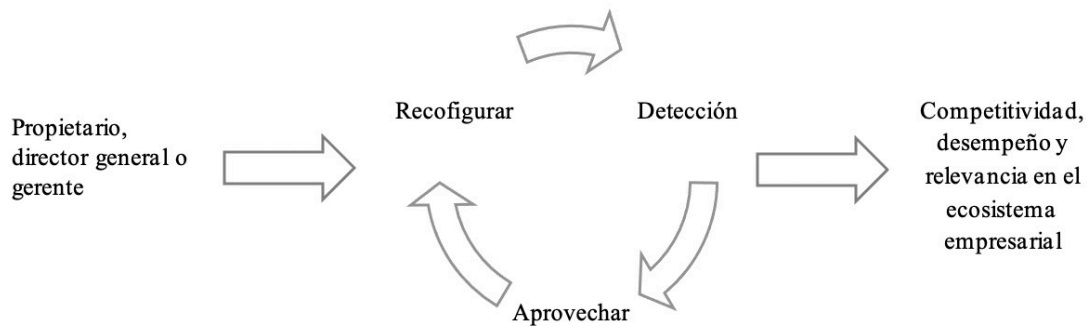 Propietario,
director general o
gerente
Recofigurar
Detección
Aprovechar
Competitividad,
desempeño y
relevancia en el
ecosistema
empresarial